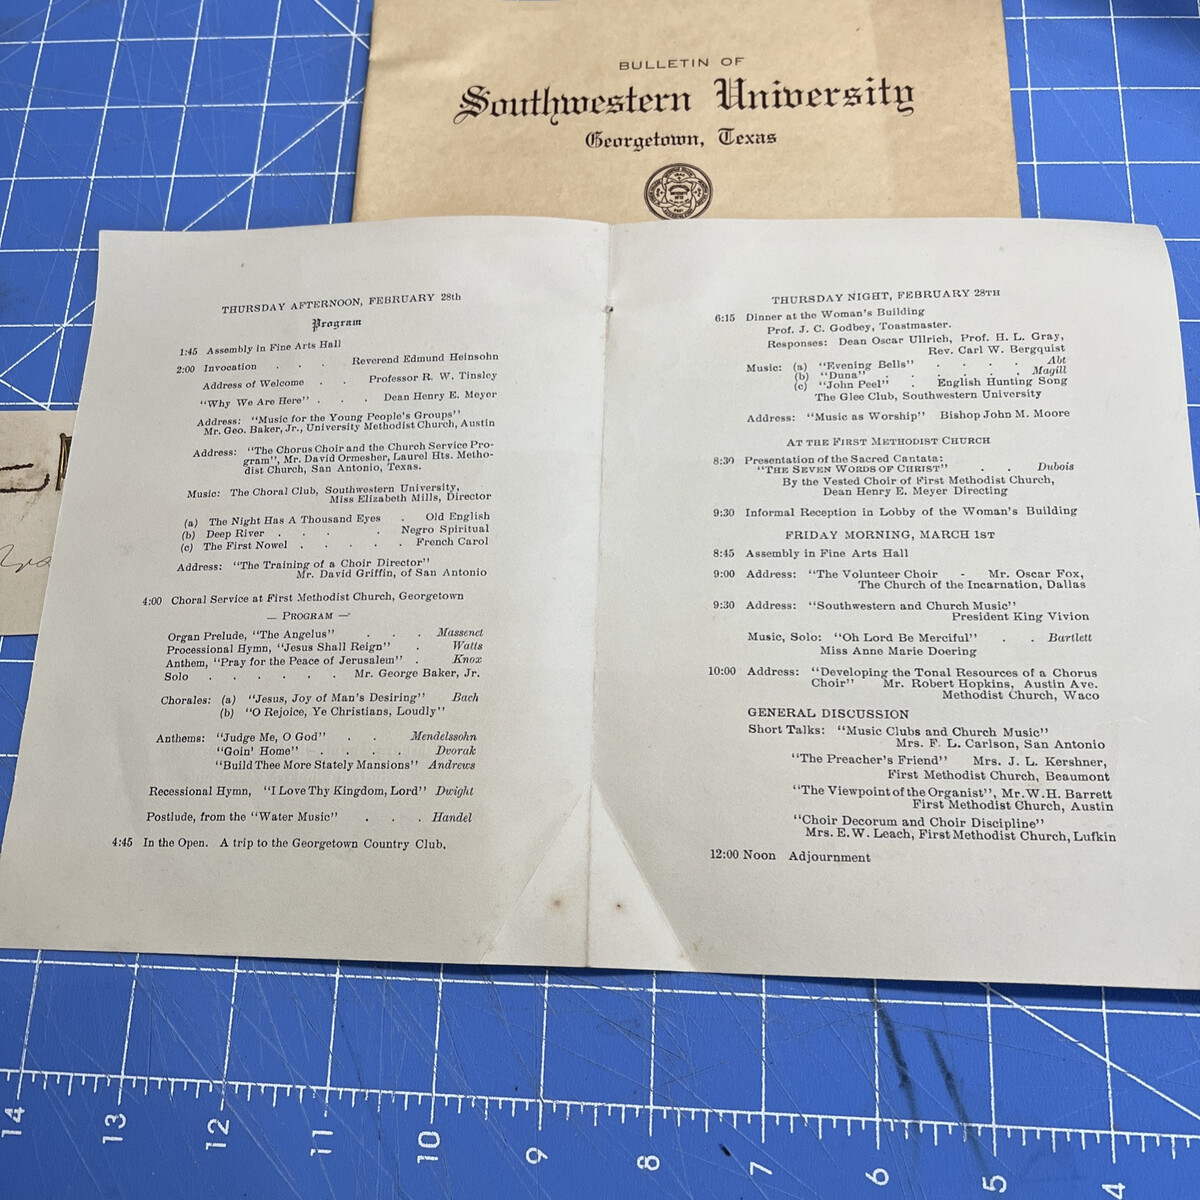 BULLETIN OF
Southwestern University
Georgetown, Texas
THURSDAY AFTERNOON, FEBRUARY 28th
Program
1:45 Assembly in Fine Arts Hall
2:00 Invocation . . . Reverend Edmund Heinsohn
Address of Welcome . . Professor R. W. Tinsley
"Why We Are Here" . . . Dean Henry E. Meyer
Address: "Music for the Young People's Groups"
Mr. Geo. Baker, Jr., University Methodist Church, Austin
Address: "The Chorus Choir and the Church Service Pro-
gram", Mr. David Ormesher, Laurel Hts. Metho-
dist Church, San Antonio, Texas.
Music: The Choral Club, Southwestern University,
Miss Elizabeth Mills, Director
(a) The Night Has A Thousand Eyes . Old English
(b) Deep River . . . . Negro Spiritual
(c) The First Nowel . . . . . French Carol
Address: "The Training of a Choir Director"
Mr. David Griffin, of San Antonio
4:00 Choral Service at First Methodist Church, Georgetown
— PROGRAM —
Organ Prelude, "The Angelus" . . . Massenet
Processional Hymn, "Jesus Shall Reign" . Watts
Anthem, "Pray for the Peace of Jerusalem" . Knox
Solo . . . . . . Mr. George Baker, Jr.
Chorales: (a) "Jesus, Joy of Man's Desiring" Bach
(b) "O Rejoice, Ye Christians, Loudly"
Anthems: "Judge Me, O God" . . Mendelssohn
"Goin' Home" . . . . Dvorak
"Build Thee More Stately Mansions" Andrews
Recessional Hymn, "I Love Thy Kingdom, Lord" Dwight
Postlude, from the "Water Music" . . . Handel
4:45 In the Open. A trip to the Georgetown Country Club.
THURSDAY NIGHT, FEBRUARY 28TH
6:15 Dinner at the Woman's Building
Prof. J. C. Godbey, Toastmaster.
Responses: Dean Oscar Ullrich, Prof. H. L. Gray,
Rev. Carl W. Bergquist
Music: (a) "Evening Bells" . . . . Abt
(b) "Duna" . . . . . . Magill
(c) "John Peel" . English Hunting Song
The Glee Club, Southwestern University
Address: "Music as Worship" Bishop John M. Moore
AT THE FIRST METHODIST CHURCH
8:30 Presentation of the Sacred Cantata:
"THE SEVEN WORDS OF CHRIST" . . Dubois
By the Vested Choir of First Methodist Church,
Dean Henry E. Meyer Directing
9:30 Informal Reception in Lobby of the Woman's Building
FRIDAY MORNING, MARCH 1ST
8:45 Assembly in Fine Arts Hall
9:00 Address: "The Volunteer Choir - Mr. Oscar Fox,
The Church of the Incarnation, Dallas
9:30 Address: "Southwestern and Church Music"
President King Vivion
Music, Solo: "Oh Lord Be Merciful" . . Bartlett
Miss Anne Marie Doering
10:00 Address: "Developing the Tonal Resources of a Chorus
Choir" Mr. Robert Hopkins, Austin Ave.
Methodist Church, Waco
GENERAL DISCUSSION
Short Talks: "Music Clubs and Church Music"
Mrs. F. L. Carlson, San Antonio
"The Preacher's Friend" Mrs. J. L. Kershner,
First Methodist Church, Beaumont
"The Viewpoint of the Organist", Mr. W. H. Barrett
First Methodist Church, Austin
"Choir Decorum and Choir Discipline"
Mrs. E. W. Leach, First Methodist Church, Lufkin
12:00 Noon Adjournment
14 13 12 11 10 9 8 7 6 5 4